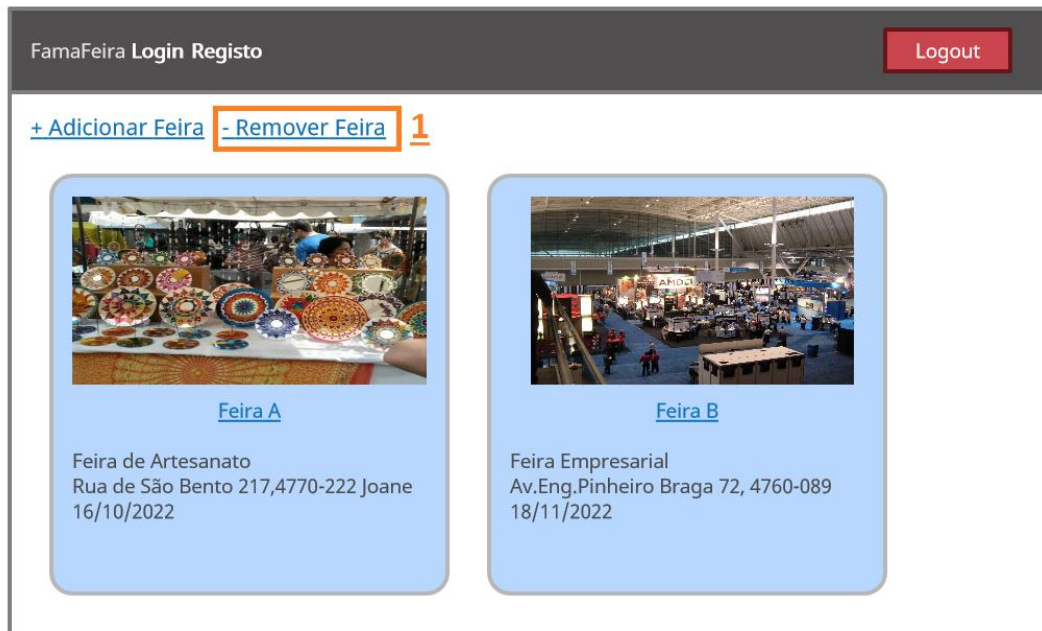 FamaFeira Login Registo
Logout
+ Adicionar Feira - Remover Feira 1
AMD
Feira A
Feira B
Feira de Artesanato
Rua de São Bento 217,4770-222 Joane
16/10/2022
Feira Empresarial
Av.Eng.Pinheiro Braga 72, 4760-089
18/11/2022